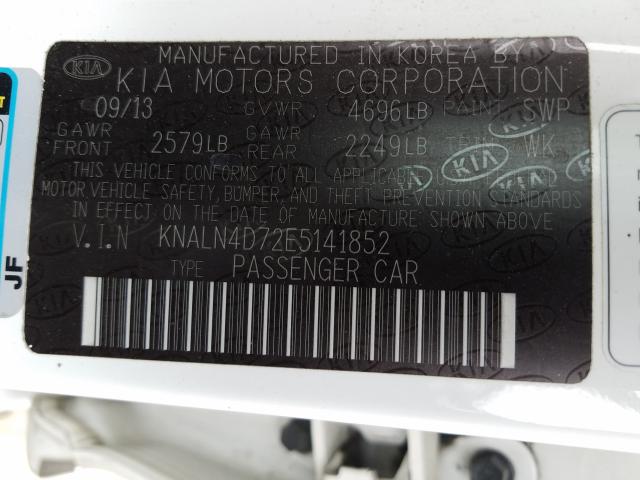 MANUFACTURED IN KOREA BY
KIA KIA MOTORS CORPORATION
09/13 GVWR 4696LB PAINT SWP
GAWR FRONT 2579LB GAWR REAR 2249LB TRIM WK
THIS VEHICLE CONFORMS TO ALL APPLICABLE
MOTOR VEHICLE SAFETY, BUMPER, AND THEFT PREVENTION STANDARDS
IN EFFECT ON THE DATE OF MANUFACTURE SHOWN ABOVE
V.I.N KNALN4D72E5141852
TYPE PASSENGER CAR
JF